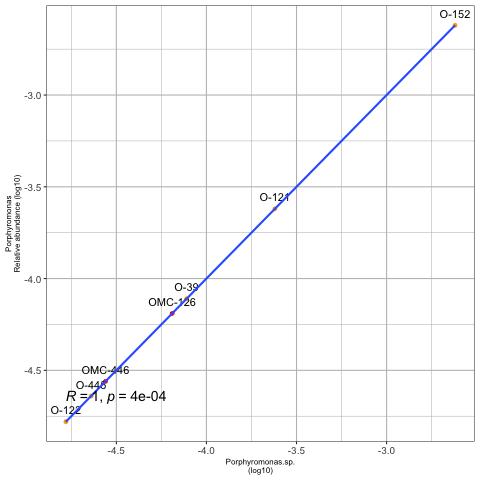 O-152
-3.0
O-121
-3.5
Porphyromonas
Relative abundance (log10)
-4.0
O-39
OMC-126
OMC-446
-4.5
R = 1, p = 4e-04
O-122
-4.5
-4.0
-3.5
-3.0
Porphyromonas.sp.
(log10)